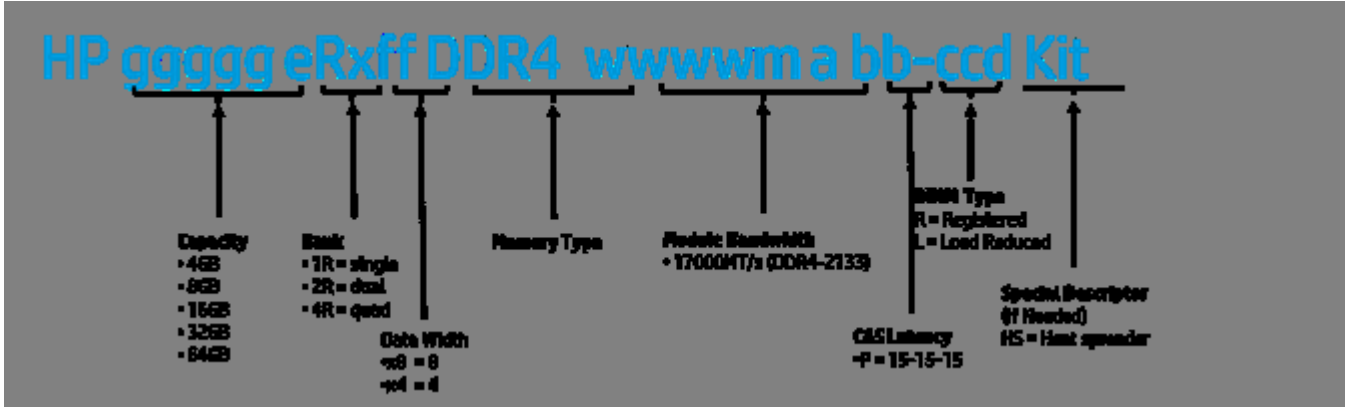 HP ggggg eRxff DDR4 wwwwm a bb-ccd Kit
Capacity
• 4GB
• 8GB
• 16GB
• 32GB
• 64GB
Rank
• 1R = single
• 2R = dual
• 4R = quad
Data Width
•x8 = 8
•x4 = 4
Memory Type
Module Bandwidth
• 17000MT/s (DDR4-2133)
CAS Latency
-P = 15-15-15
DIMM Type
R = Registered
L = Load Reduced
Special Descriptor
(If Needed)
HS = Heat spreader